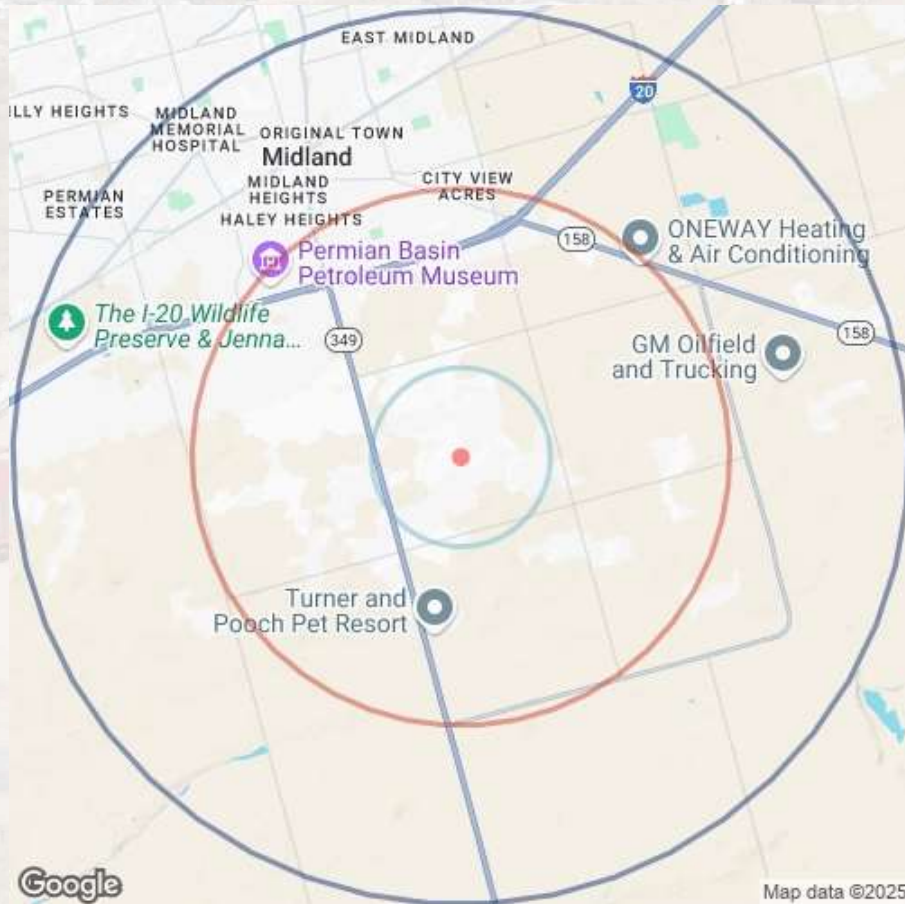 EAST MIDLAND
20
ILLY HEIGHTS
MIDLAND
MEMORIAL
HOSPITAL
ORIGINAL TOWN
Midland
MIDLAND
HEIGHTS
HALEY HEIGHTS
CITY VIEW
ACRES
PERMIAN
ESTATES
158
ONEWAY Heating
& Air Conditioning
Permian Basin
Petroleum Museum
The I-20 Wildlife
Preserve & Jenna...
349
158
GM Oilfield
and Trucking
Turner and
Pooch Pet Resort
Google
Map data ©2025